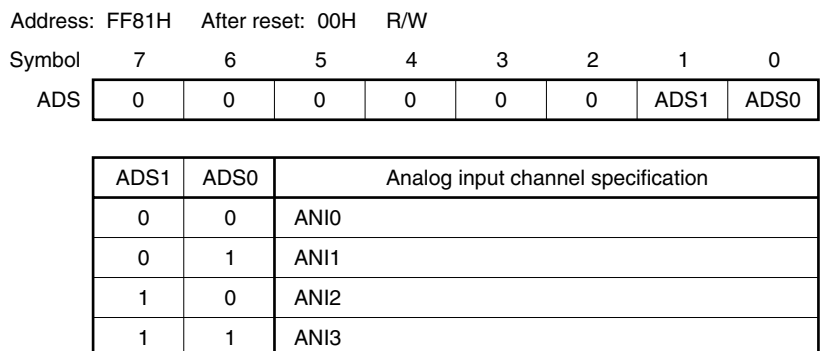 Address: FF81H After reset: 00H R/W
Symbol 7 6 5 4 3 2 1 0
ADS 0 0 0 0 0 0 ADS1 ADS0
ADS1 ADS0 Analog input channel specification
0 0 ANI0
0 1 ANI1
1 0 ANI2
1 1 ANI3